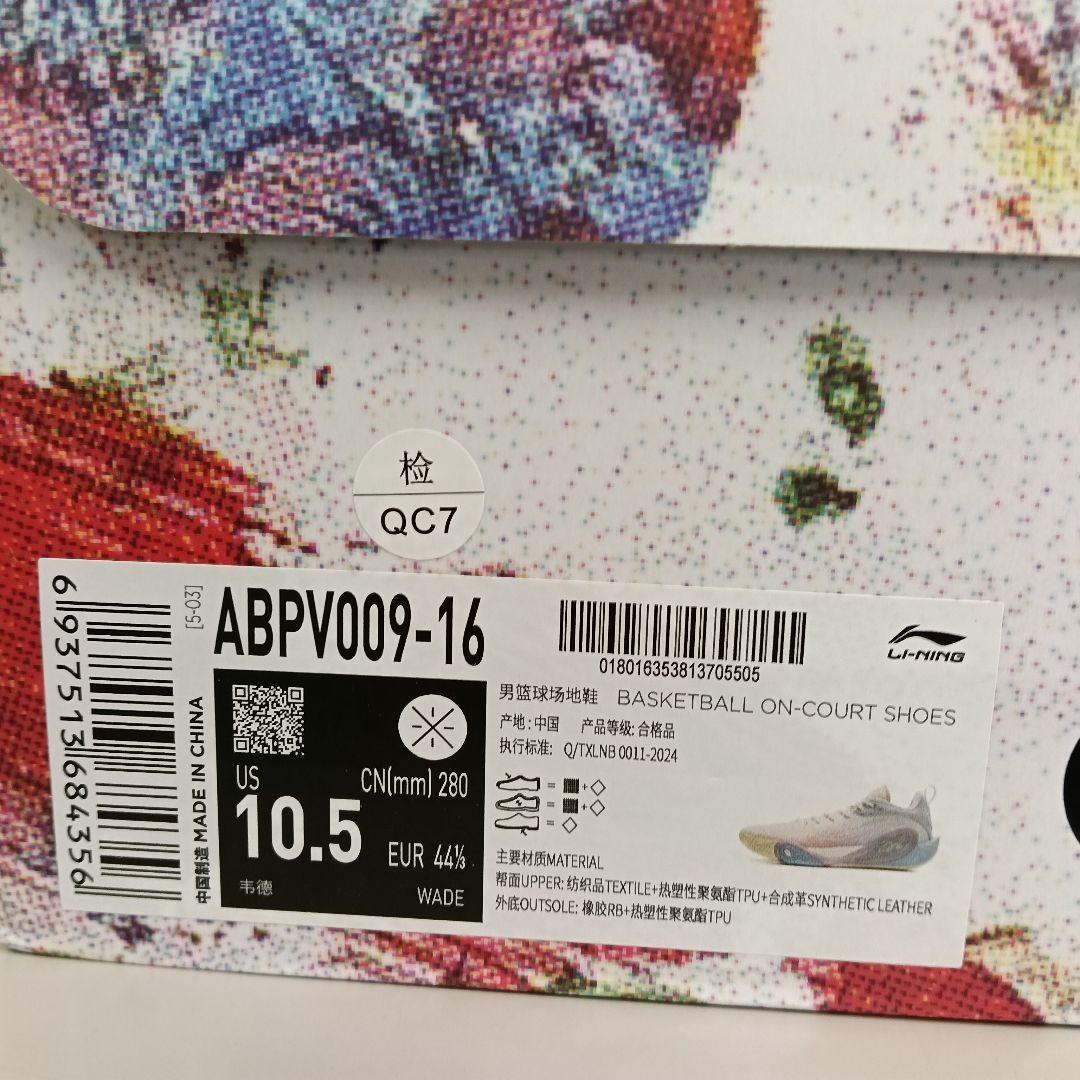 检
QC7
6937513684356
[5-03]
中国制造 MADE IN CHINA
ABPV009-16
US
CN(mm) 280
10.5
EUR 44⅓
韦德
WADE
018016353813705505
LI-NING
男篮球场地鞋 BASKETBALL ON-COURT SHOES
产地: 中国 产品等级: 合格品
执行标准: Q/TXLNB 0011-2024
主要材质MATERIAL
帮面UPPER: 纺织品TEXTILE+热塑性聚氨酯TPU+合成革SYNTHETIC LEATHER
外底OUTSOLE: 橡胶RB+热塑性聚氨酯TPU